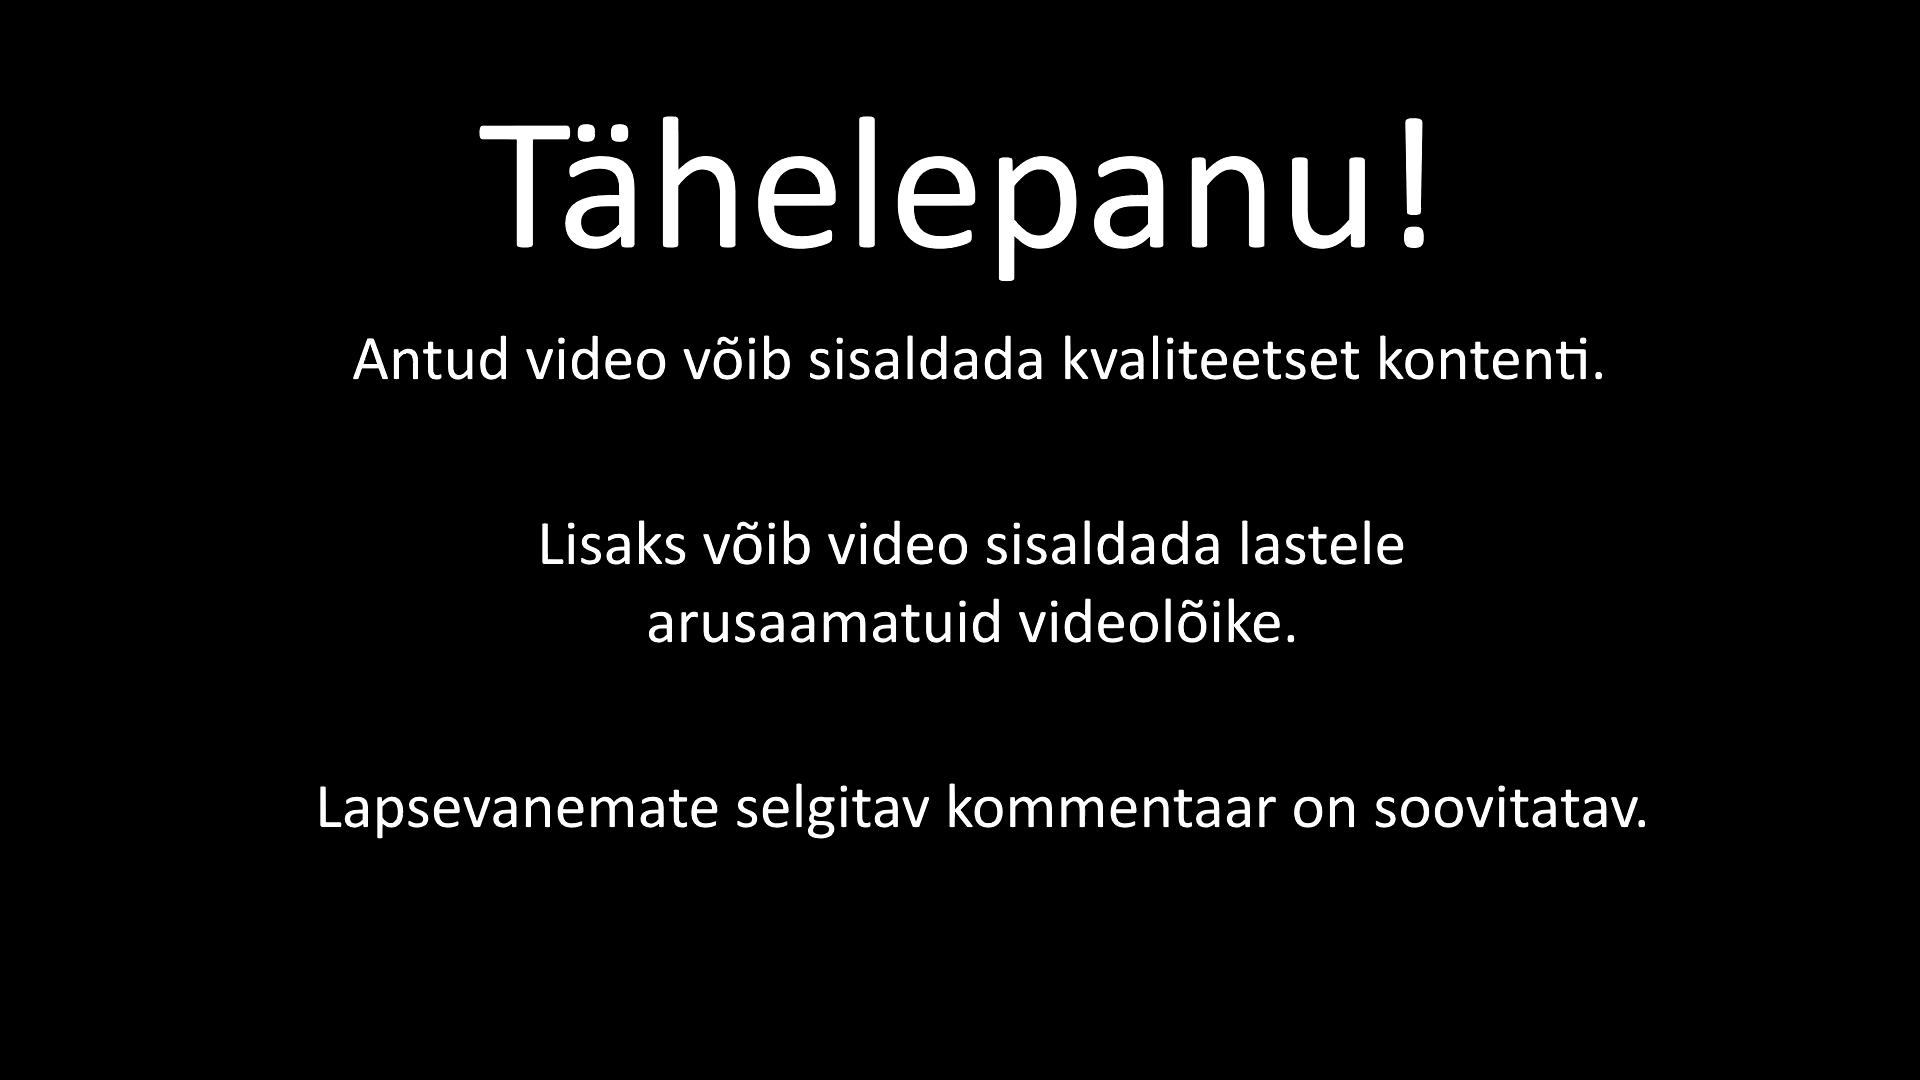 Tähelepanu!
Antud video võib sisaldada kvaliteetset kontenti.
Lisaks võib video sisaldada lastele
arusaamatuid videolõike.
Lapsevanemate selgitav kommentaar on soovitatav.